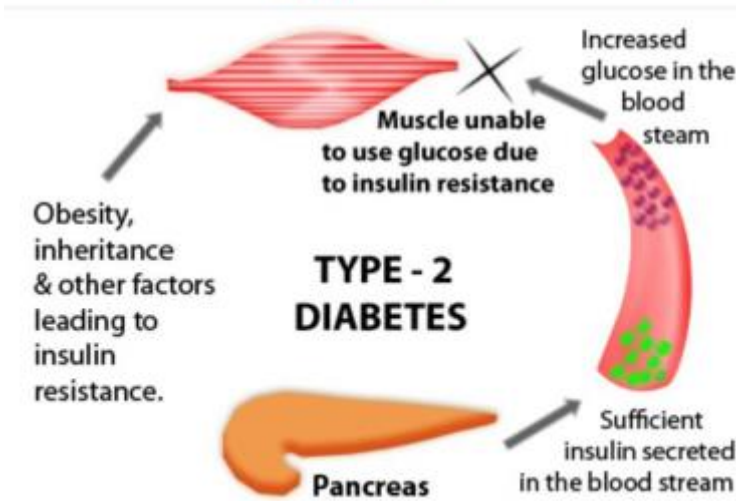 Increased
glucose in the
blood
steam
Muscle unable
to use glucose due
to insulin resistance
Obesity,
inheritance
& other factors
leading to
insulin
resistance.
TYPE - 2
DIABETES
Pancreas
Sufficient
insulin secreted
in the blood stream